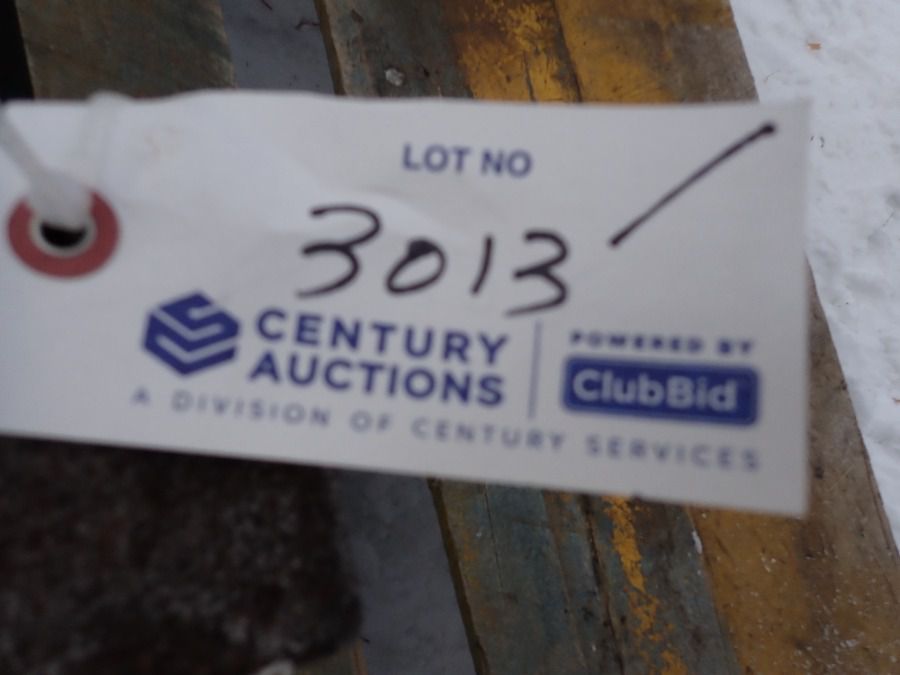 LOT NO
3013 /
CENTURY
AUCTIONS
A DIVISION OF CENTURY SERVICES
POWERED BY
ClubBid